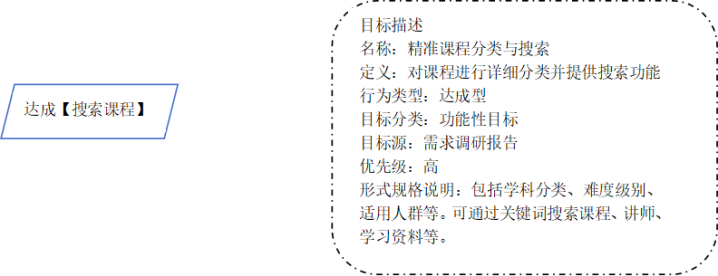 达成【搜索课程】
目标描述
名称：精准课程分类与搜索
定义：对课程进行详细分类并提供搜索功能
行为类型：达成型
目标分类：功能性目标
目标源：需求调研报告
优先级：高
形式规格说明：包括学科分类、难度级别、
适用人群等。可通过关键词搜索课程、讲师、
学习资料等。